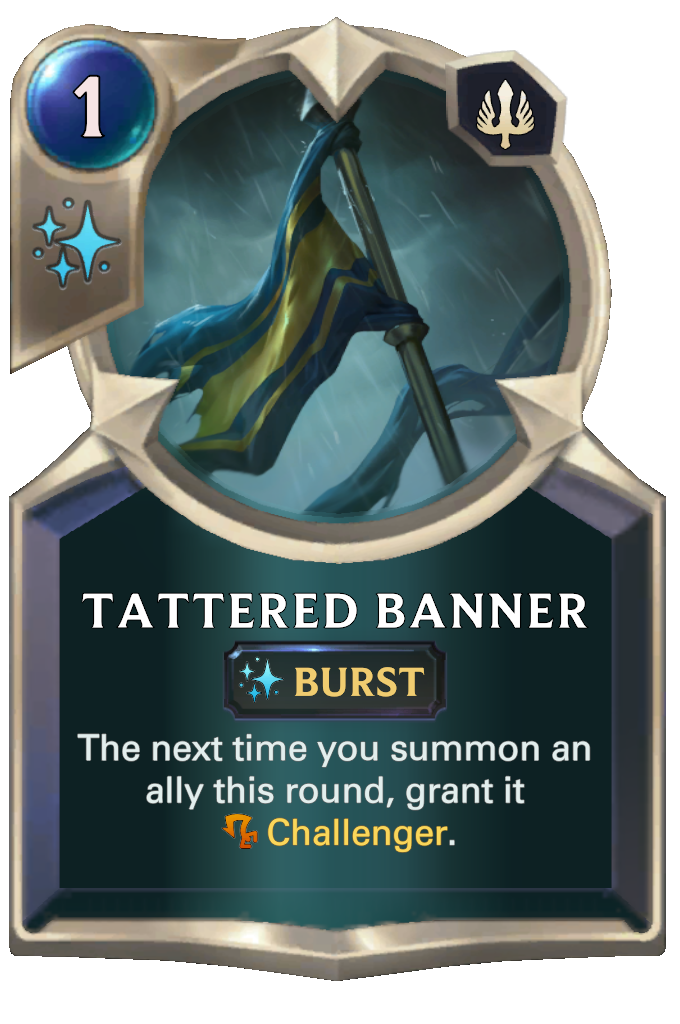 1
TATTERED BANNER
BURST
The next time you summon an
ally this round, grant it
Challenger.